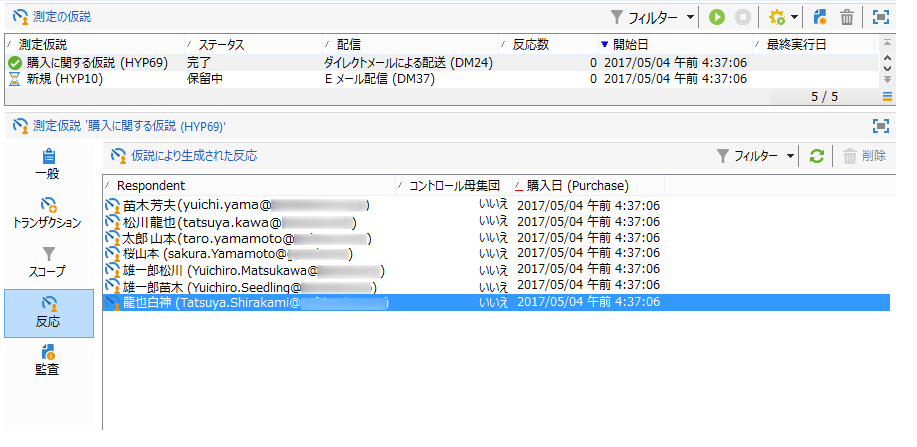 測定の仮説 フィルター
測定仮説 ステータス 配信 反応数 開始日 最終実行日
購入に関する仮説 (HYP69) 完了 ダイレクトメールによる配送 (DM24) 0 2017/05/04 午前 4:37:06
新規 (HYP10) 保留中 E メール配信 (DM37) 0 2017/05/04 午前 4:37:06
5 / 5
測定仮説 '購入に関する仮説 (HYP69)'
一般
トランザクション
スコープ
反応
監査
仮説により生成された反応 フィルター 削除
Respondent コントロール母集団 購入日 (Purchase)
苗木芳夫(yuichi.yama@ ) いいえ 2017/05/04 午前 4:37:06
松川龍也(tatsuya.kawa@ ) いいえ 2017/05/04 午前 4:37:06
太郎 山本(taro.yamamoto@ ) いいえ 2017/05/04 午前 4:37:06
桜山本 (sakura.Yamamoto@ ) いいえ 2017/05/04 午前 4:37:06
雄一郎松川 (Yuichiro.Matsukawa@ ) いいえ 2017/05/04 午前 4:37:06
雄一郎苗木 (Yuichiro.Seedling@ ) いいえ 2017/05/04 午前 4:37:06
龍也白神 (Tatsuya.Shirakami@ ) いいえ 2017/05/04 午前 4:37:06